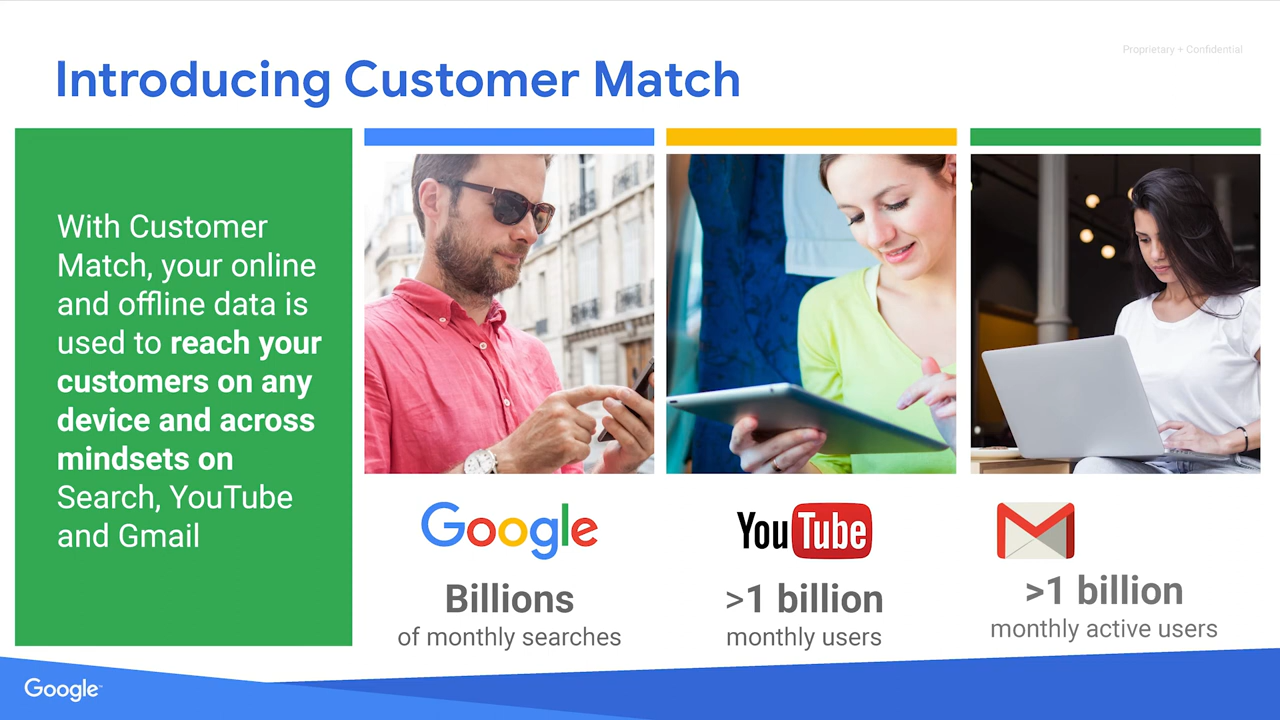 Proprietary + Confidential
Introducing Customer Match
With Customer
Match, your online
and offline data is
used to reach your
customers on any
device and across
mindsets on
Search, YouTube
and Gmail
Google
Billions
of monthly searches
YouTube
>1 billion
monthly users
>1 billion
monthly active users
Google™